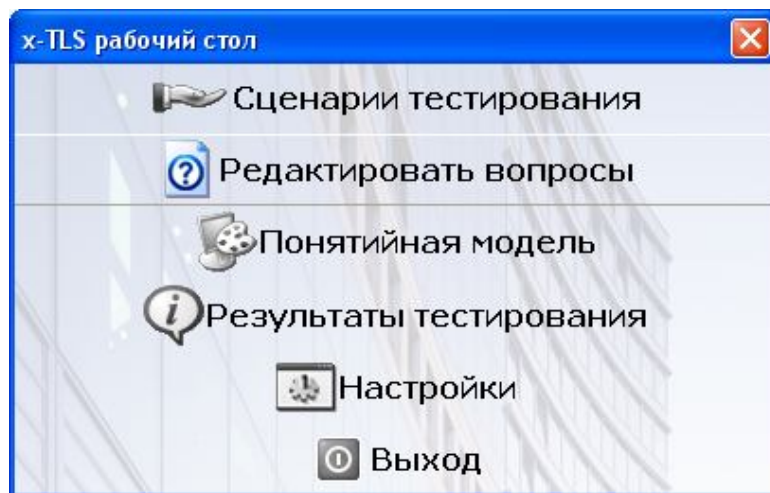 x-TLS рабочий стол
Сценарии тестирования
Редактировать вопросы
Понятийная модель
Результаты тестирования
Настройки
Выход